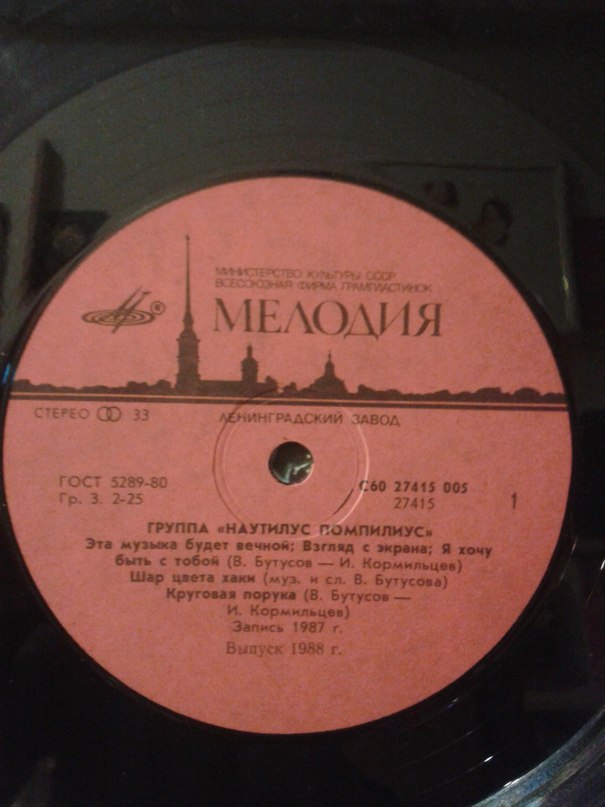 МИНИСТЕРСТВО КУЛЬТУРЫ СССР
ВСЕСОЮЗНАЯ ФИРМА ГРАМПЛАСТИНОК
®
МЕЛОДИЯ
СТЕРЕО 33
ЛЕНИНГРАДСКИЙ ЗАВОД
ГОСТ 5289-80
Гр. 3. 2-25
С60 27415 005
27415
1
ГРУППА «НАУТИЛУС ПОМПИЛИУС»
Эта музыка будет вечной; Взгляд с экрана; Я хочу
быть с тобой (В. Бутусов — И. Кормильцев)
Шар цвета хаки (муз. и сл. В. Бутусова)
Круговая порука (В. Бутусов —
И. Кормильцев)
Запись 1987 г.
Выпуск 1988 г.